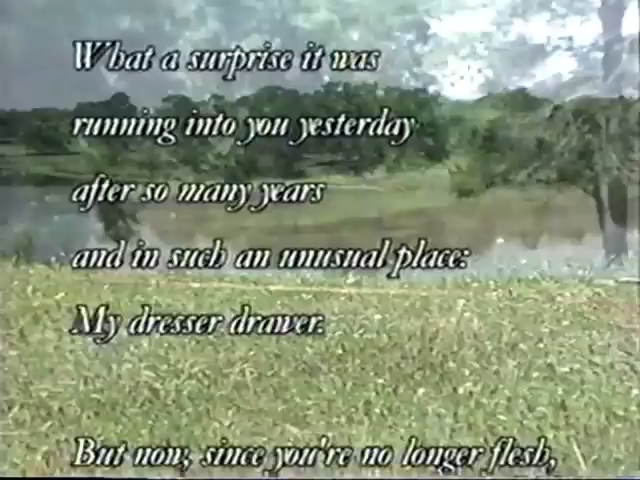 What a surprise it was
running into you yesterday
after so many years
and in such an unusual place:
My dresser drawer.
But now, since you're no longer flesh,